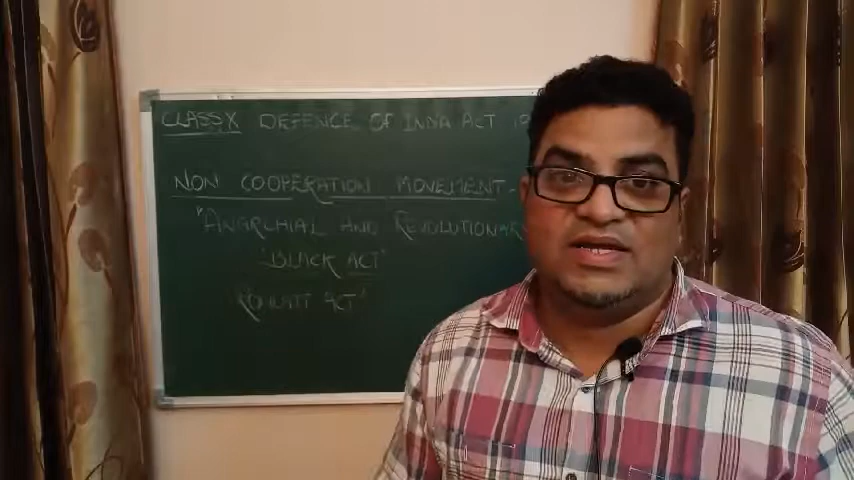 CLASS X DEFENCE OF INDIA ACT 
NON COOPERATION MOVEMENT -
"ANARCHIAL AND REVOLUTIONARY
'BLACK ACT'
ROWLATT ACT'